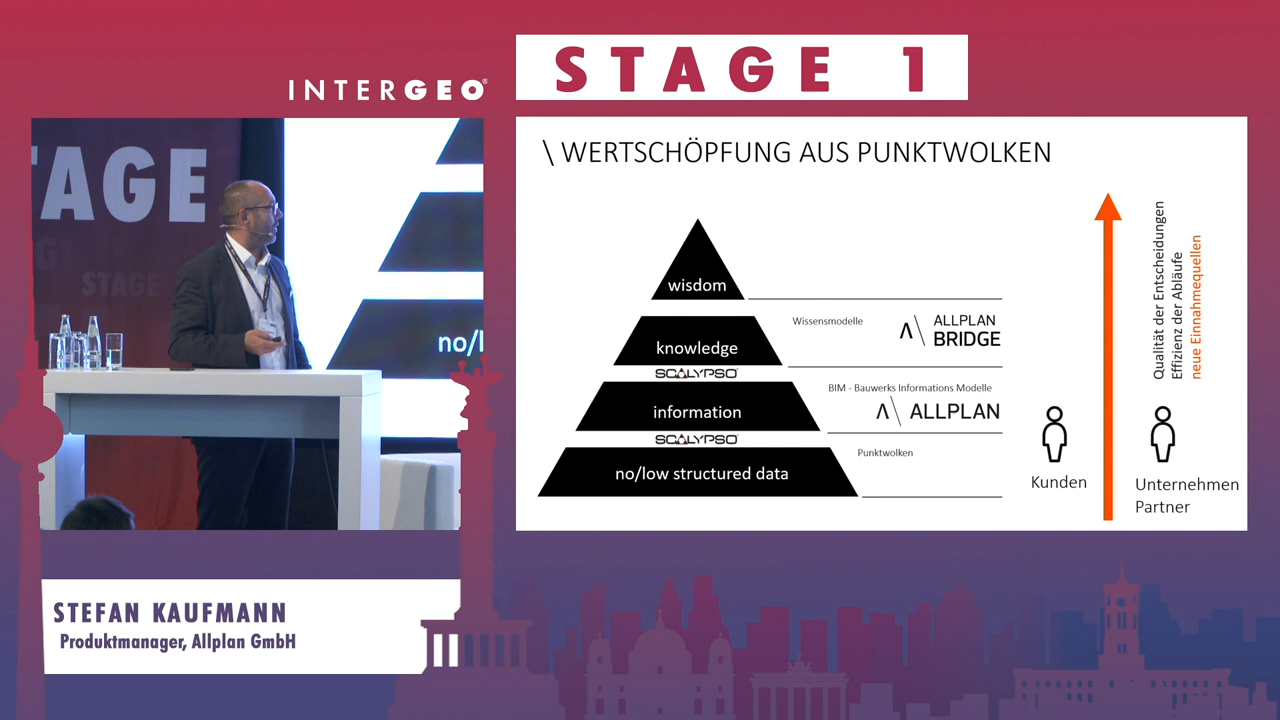 INTERGEO®
STAGE 1
TAGE
STAGE
no/l
\ WERTSCHÖPFUNG AUS PUNKTWOLKEN
wisdom
Wissensmodelle
ALLPLAN
BRIDGE
knowledge
SCALYPSO
BIM - Bauwerks Informations Modelle
ALLPLAN
information
SCALYPSO
Punktwolken
no/low structured data
Qualität der Entscheidungen
Effizienz der Abläufe
neue Einnahmequellen
Kunden
Unternehmen
Partner
STEFAN KAUFMANN
Produktmanager, Allplan GmbH